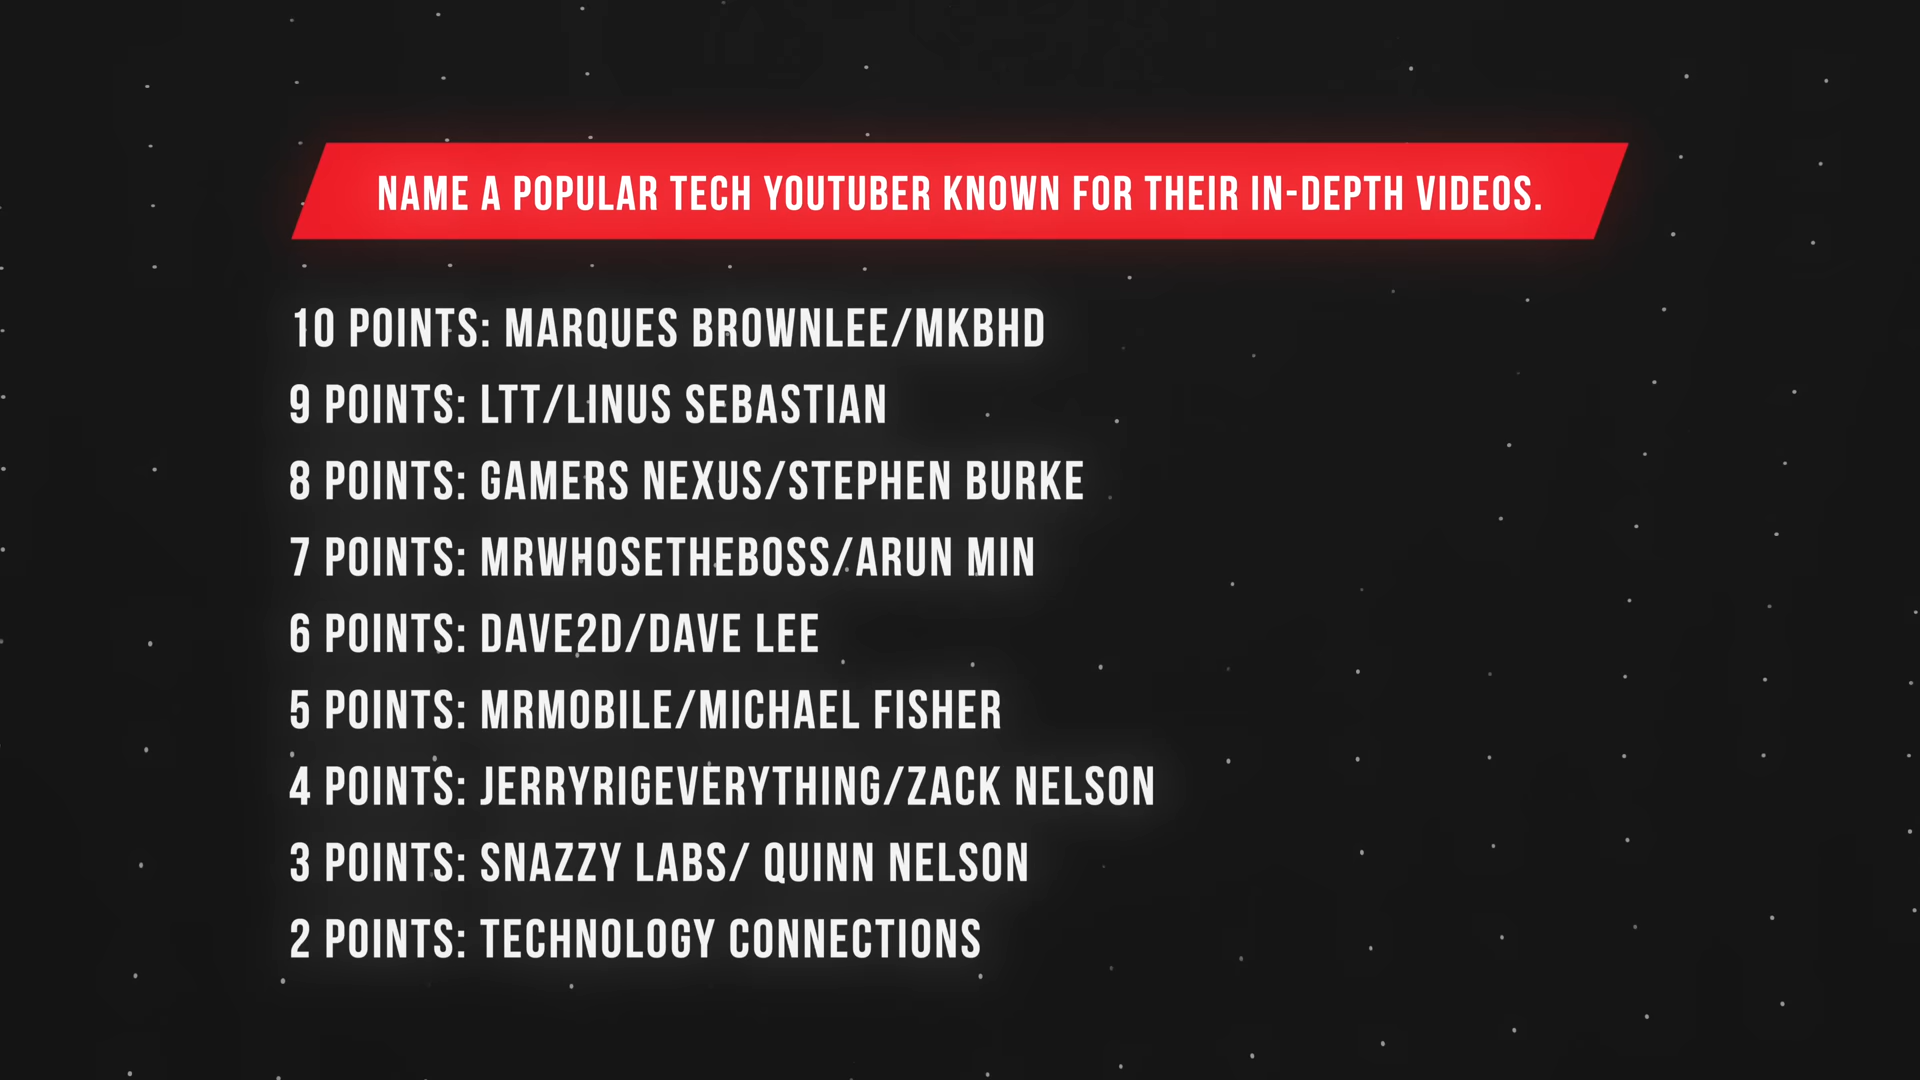 NAME A POPULAR TECH YOUTUBER KNOWN FOR THEIR IN-DEPTH VIDEOS.
10 POINTS: MARQUES BROWNLEE/MKBHD
9 POINTS: LTT/LINUS SEBASTIAN
8 POINTS: GAMERS NEXUS/STEPHEN BURKE
7 POINTS: MRWHOSETHEBOSS/ARUN MIN
6 POINTS: DAVE2D/DAVE LEE
5 POINTS: MRMOBILE/MICHAEL FISHER
4 POINTS: JERRYRIGEVERYTHING/ZACK NELSON
3 POINTS: SNAZZY LABS/ QUINN NELSON
2 POINTS: TECHNOLOGY CONNECTIONS